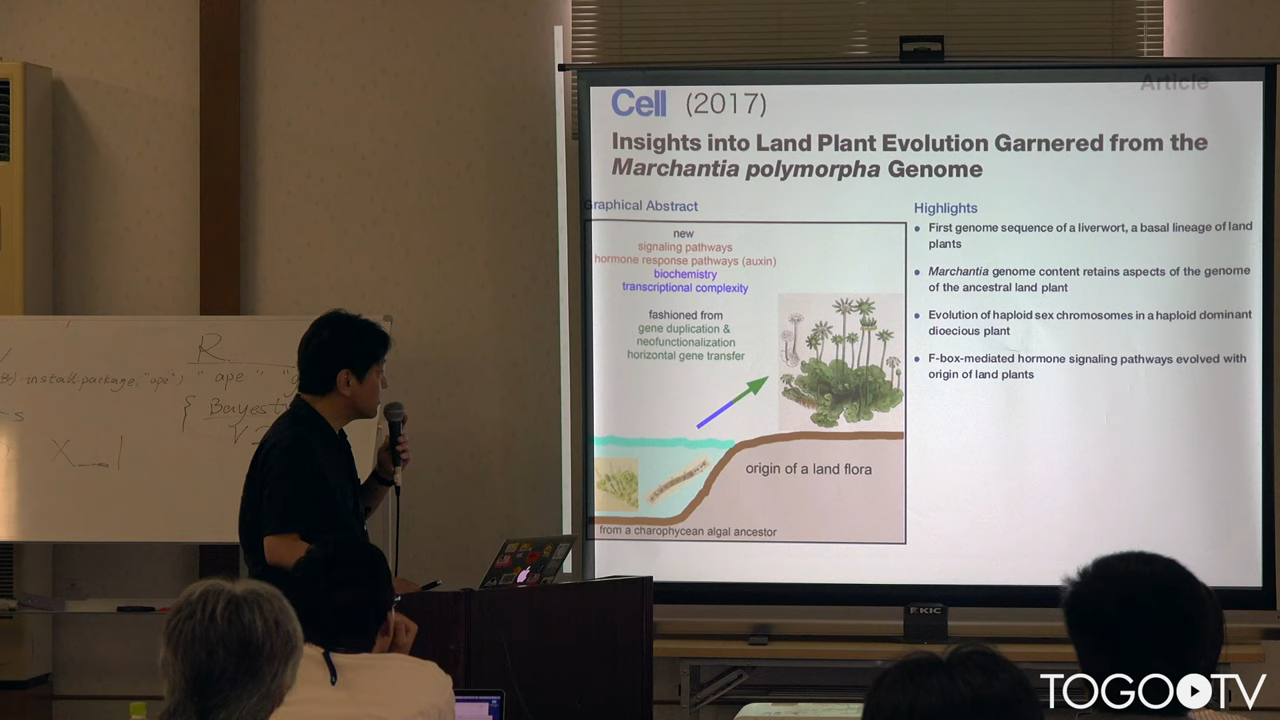 Article
Cell (2017)
Insights into Land Plant Evolution Garnered from the
Marchantia polymorpha Genome
Graphical Abstract
new
signaling pathways
hormone response pathways (auxin)
biochemistry
transcriptional complexity
fashioned from
gene duplication &
neofunctionalization
horizontal gene transfer
origin of a land flora
from a charophycean algal ancestor
Highlights
First genome sequence of a liverwort, a basal lineage of land
plants
Marchantia genome content retains aspects of the genome
of the ancestral land plant
Evolution of haploid sex chromosomes in a haploid dominant
dioecious plant
F-box-mediated hormone signaling pathways evolved with
origin of land plants
R
install.package "ape";
" ape "
X_1
KIC
TOGOTV